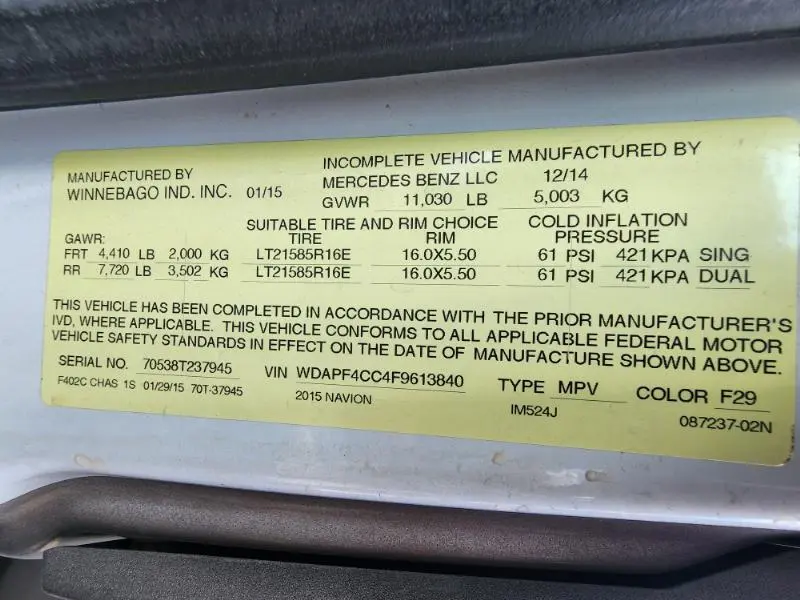 MANUFACTURED BY
WINNEBAGO IND. INC. 01/15
INCOMPLETE VEHICLE MANUFACTURED BY
MERCEDES BENZ LLC 12/14
GVWR 11,030 LB 5,003 KG
SUITABLE TIRE AND RIM CHOICE COLD INFLATION
GAWR: TIRE RIM PRESSURE
FRT 4,410 LB 2,000 KG LT21585R16E 16.0X5.50 61 PSI 421 KPA SING
RR 7,720 LB 3,502 KG LT21585R16E 16.0X5.50 61 PSI 421 KPA DUAL
THIS VEHICLE HAS BEEN COMPLETED IN ACCORDANCE WITH THE PRIOR MANUFACTURER'S
IVD, WHERE APPLICABLE. THIS VEHICLE CONFORMS TO ALL APPLICABLE FEDERAL MOTOR
VEHICLE SAFETY STANDARDS IN EFFECT ON THE DATE OF MANUFACTURE SHOWN ABOVE.
SERIAL NO. 70538T237945 VIN WDAPF4CC4F9613840 TYPE MPV COLOR F29
F402C CHAS 1S 01/29/15 70T-37945 2015 NAVION IM524J 087237-02N